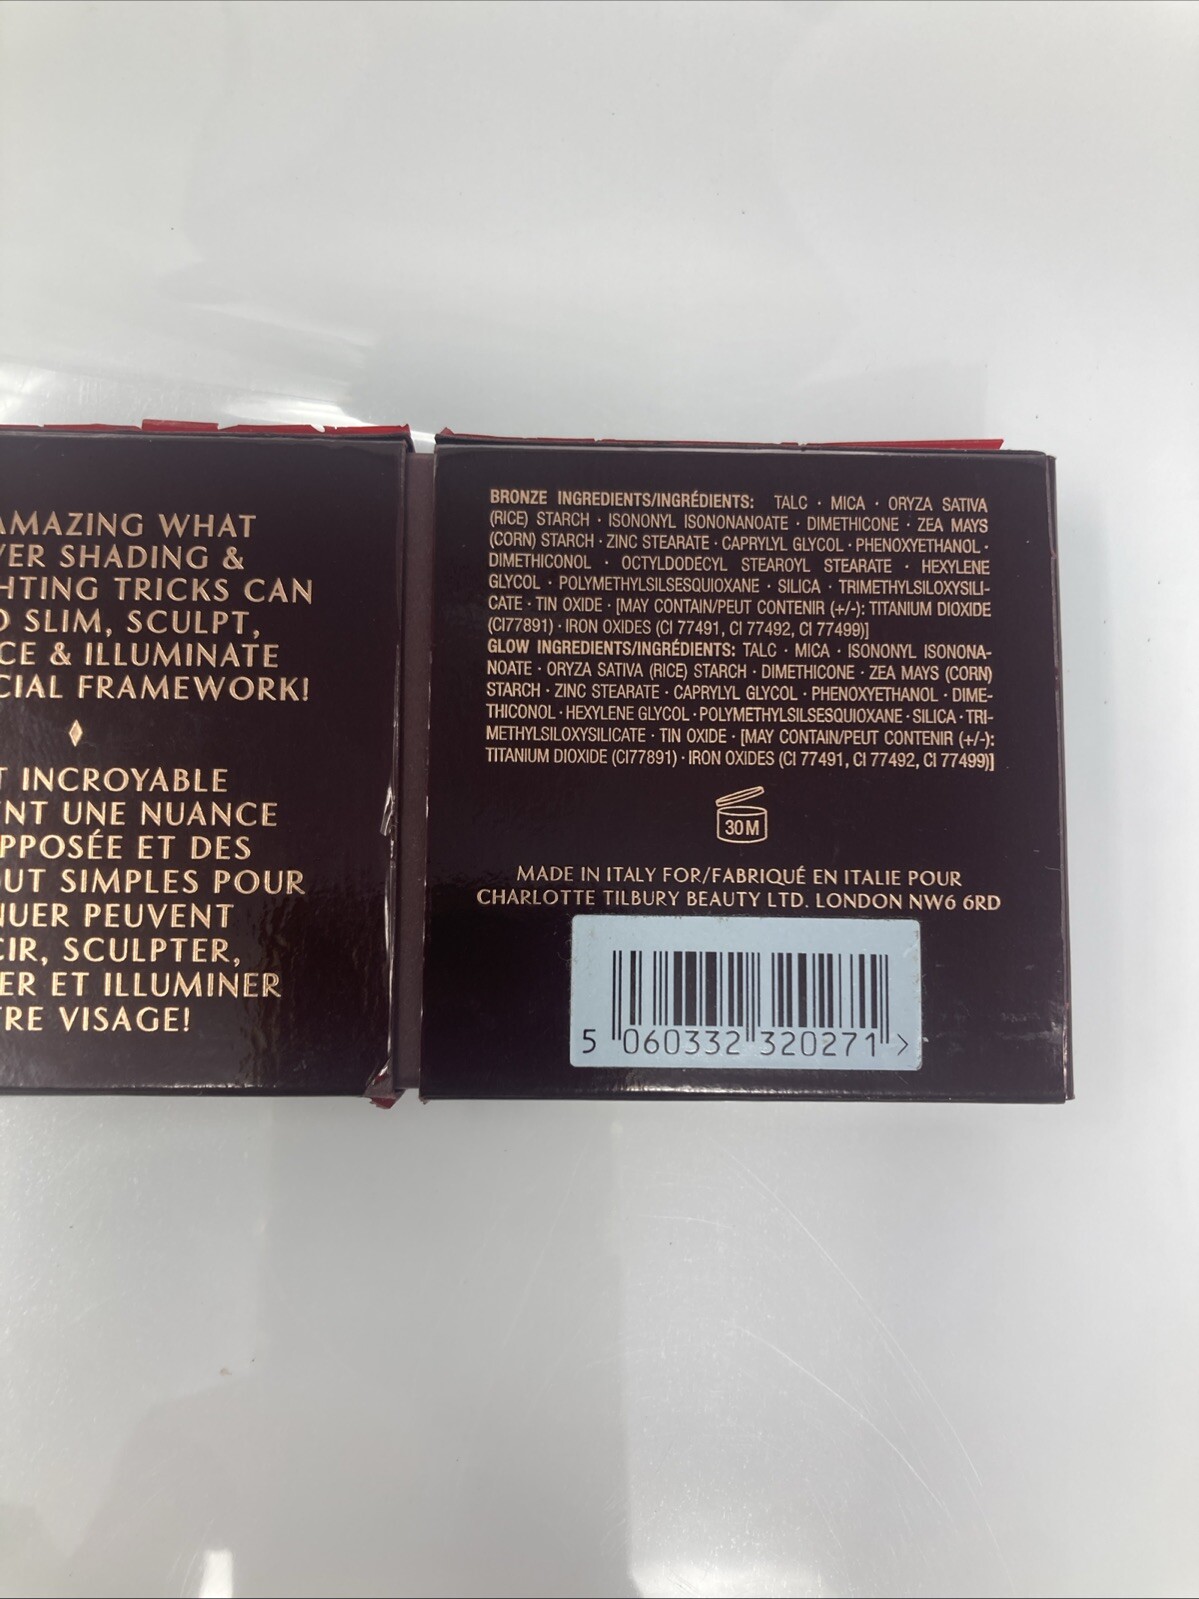 AMAZING WHAT
VER SHADING &
HTING TRICKS CAN
SLIM, SCULPT,
CE & ILLUMINATE
CIAL FRAMEWORK!
T INCROYABLE
NT UNE NUANCE
PPOSÉE ET DES
OUT SIMPLES POUR
NUER PEUVENT
CIR, SCULPTER,
ER ET ILLUMINER
TRE VISAGE!
BRONZE INGREDIENTS/INGRÉDIENTS: TALC · MICA · ORYZA SATIVA
(RICE) STARCH · ISONONYL ISONONANOATE · DIMETHICONE · ZEA MAYS
(CORN) STARCH · ZINC STEARATE · CAPRYLYL GLYCOL · PHENOXYETHANOL ·
DIMETHICONOL · OCTYLDODECYL STEAROYL STEARATE · HEXYLENE
GLYCOL · POLYMETHYLSILSESQUIOXANE · SILICA · TRIMETHYLSILOXYSILI-
CATE · TIN OXIDE · [MAY CONTAIN/PEUT CONTENIR (+/-): TITANIUM DIOXIDE
(CI77891) · IRON OXIDES (CI 77491, CI 77492, CI 77499)]
GLOW INGREDIENTS/INGRÉDIENTS: TALC · MICA · ISONONYL ISONONA-
NOATE · ORYZA SATIVA (RICE) STARCH · DIMETHICONE · ZEA MAYS (CORN)
STARCH · ZINC STEARATE · CAPRYLYL GLYCOL · PHENOXYETHANOL · DIME-
THICONOL · HEXYLENE GLYCOL · POLYMETHYLSILSESQUIOXANE · SILICA · TRI-
METHYLSILOXYSILICATE · TIN OXIDE · [MAY CONTAIN/PEUT CONTENIR (+/-):
TITANIUM DIOXIDE (CI77891) · IRON OXIDES (CI 77491, CI 77492, CI 77499)]
30M
MADE IN ITALY FOR/FABRIQUÉ EN ITALIE POUR
CHARLOTTE TILBURY BEAUTY LTD. LONDON NW6 6RD
5 060332 320271 >